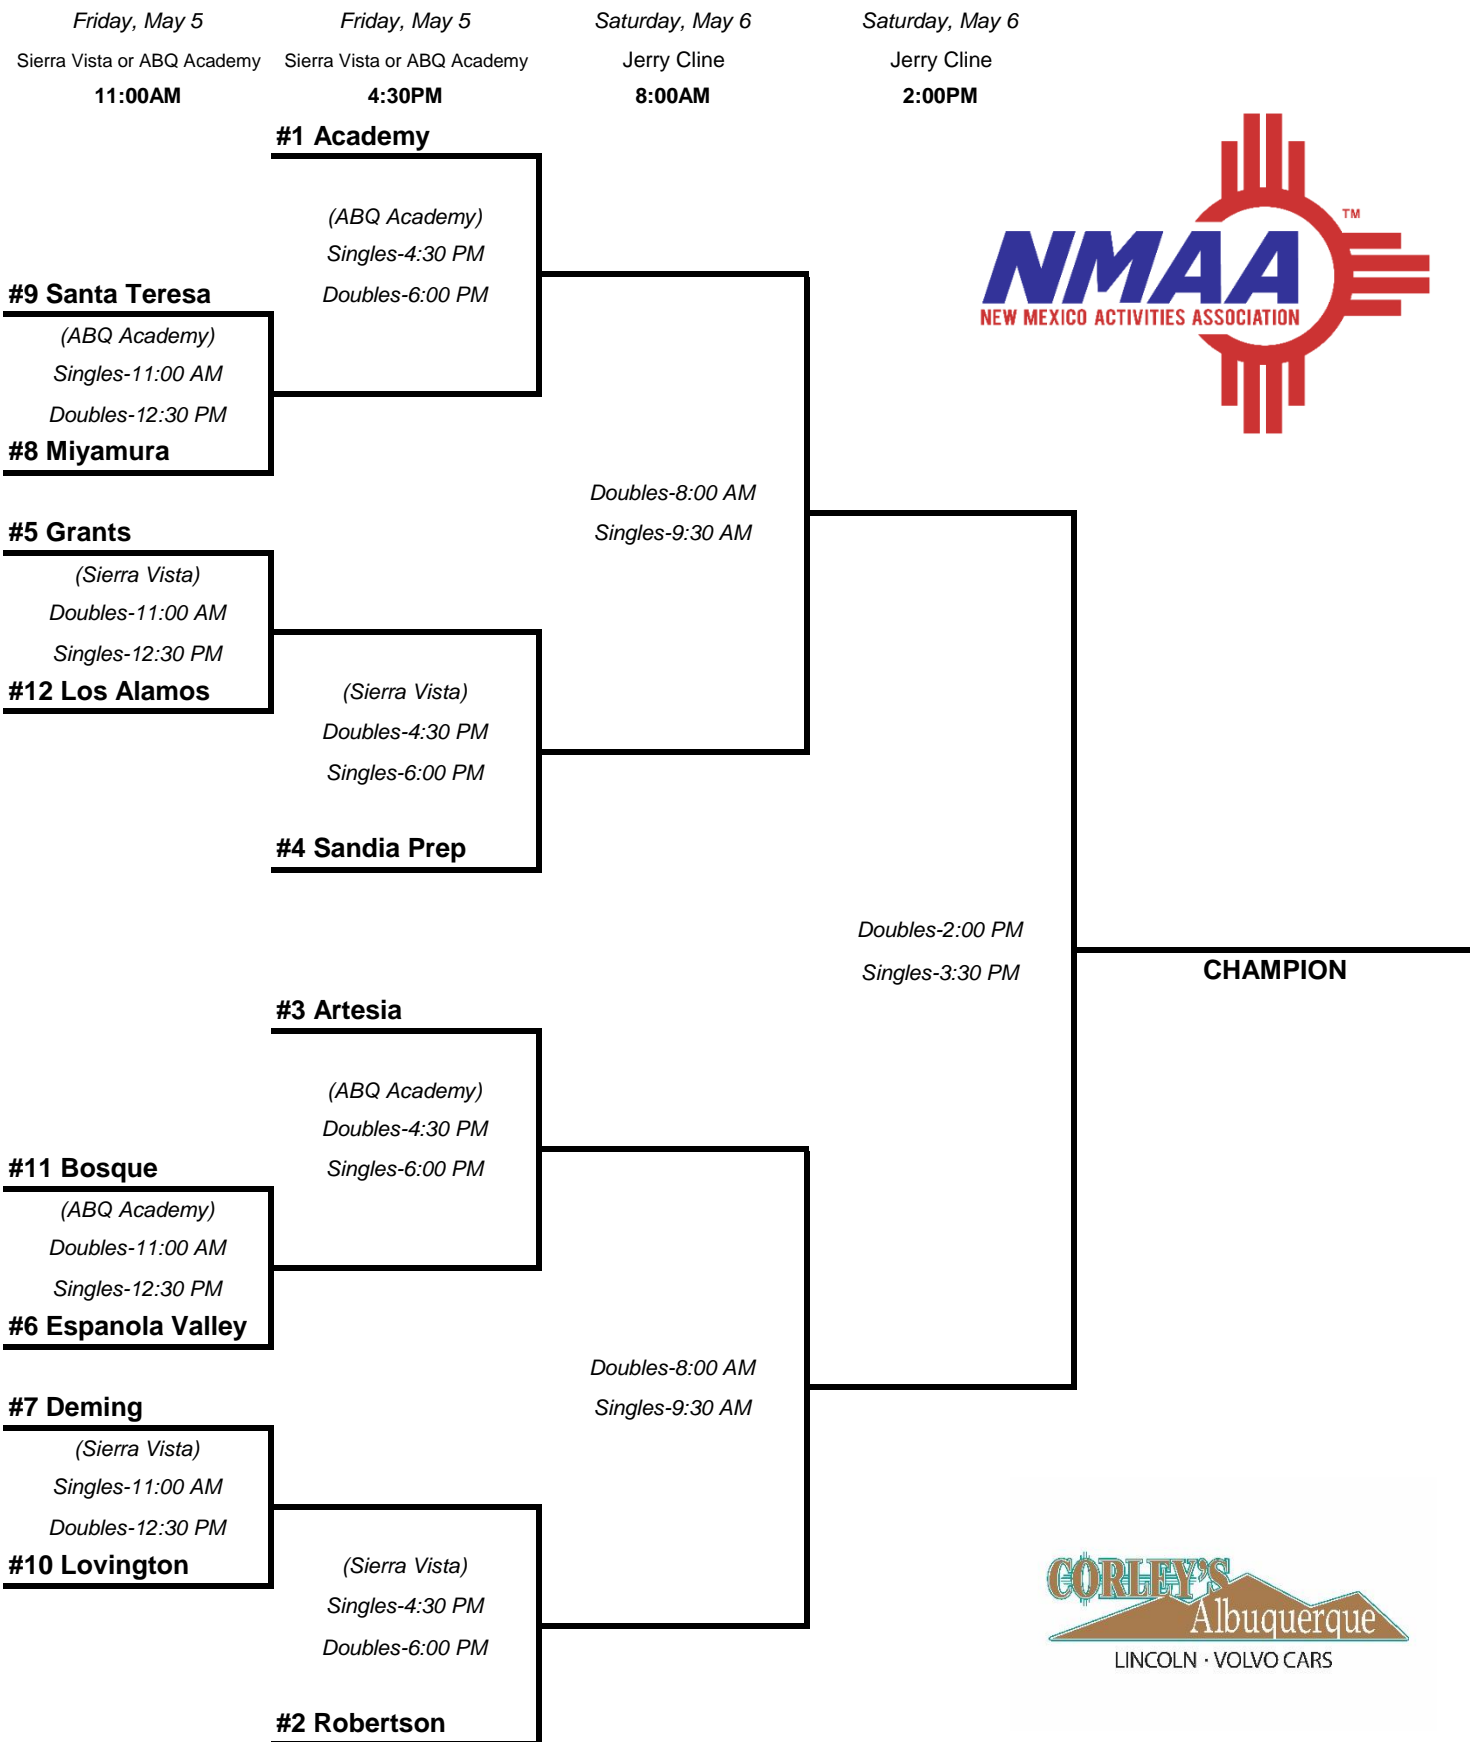 Friday, May 5 Friday, May 5 Saturday, May 6 Saturday, May 6
Sierra Vista or ABQ Academy Sierra Vista or ABQ Academy Jerry Cline Jerry Cline
11:00AM 4:30PM 8:00AM 2:00PM
#1 Academy
(ABQ Academy)
Singles-4:30 PM
Doubles-6:00 PM
TM
NMAA
NEW MEXICO ACTIVITIES ASSOCIATION
#9 Santa Teresa
(ABQ Academy)
Singles-11:00 AM
Doubles-12:30 PM
#8 Miyamura
Doubles-8:00 AM
Singles-9:30 AM
#5 Grants
(Sierra Vista)
Doubles-11:00 AM
Singles-12:30 PM
#12 Los Alamos
(Sierra Vista)
Doubles-4:30 PM
Singles-6:00 PM
#4 Sandia Prep
Doubles-2:00 PM
Singles-3:30 PM
CHAMPION
#3 Artesia
(ABQ Academy)
Doubles-4:30 PM
Singles-6:00 PM
#11 Bosque
(ABQ Academy)
Doubles-11:00 AM
Singles-12:30 PM
#6 Espanola Valley
Doubles-8:00 AM
Singles-9:30 AM
#7 Deming
(Sierra Vista)
Singles-11:00 AM
Doubles-12:30 PM
#10 Lovington
(Sierra Vista)
Singles-4:30 PM
Doubles-6:00 PM
#2 Robertson
CORLEY'S
Albuquerque
LINCOLN · VOLVO CARS